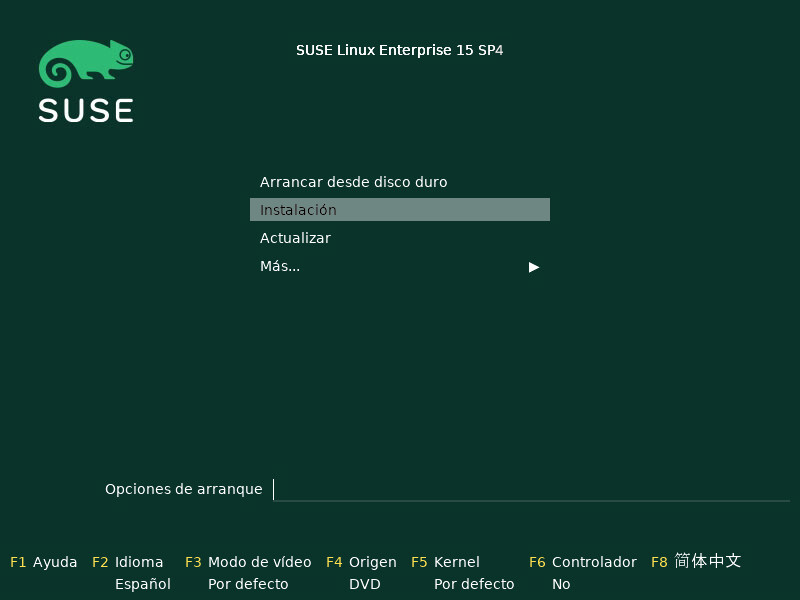 SUSE
SUSE Linux Enterprise 15 SP4
Arrancar desde disco duro
Instalación
Actualizar
Más...
Opciones de arranque
F1 Ayuda F2 Idioma F3 Modo de vídeo F4 Origen F5 Kernel F6 Controlador F8 简体中文
Español Por defecto DVD Por defecto No